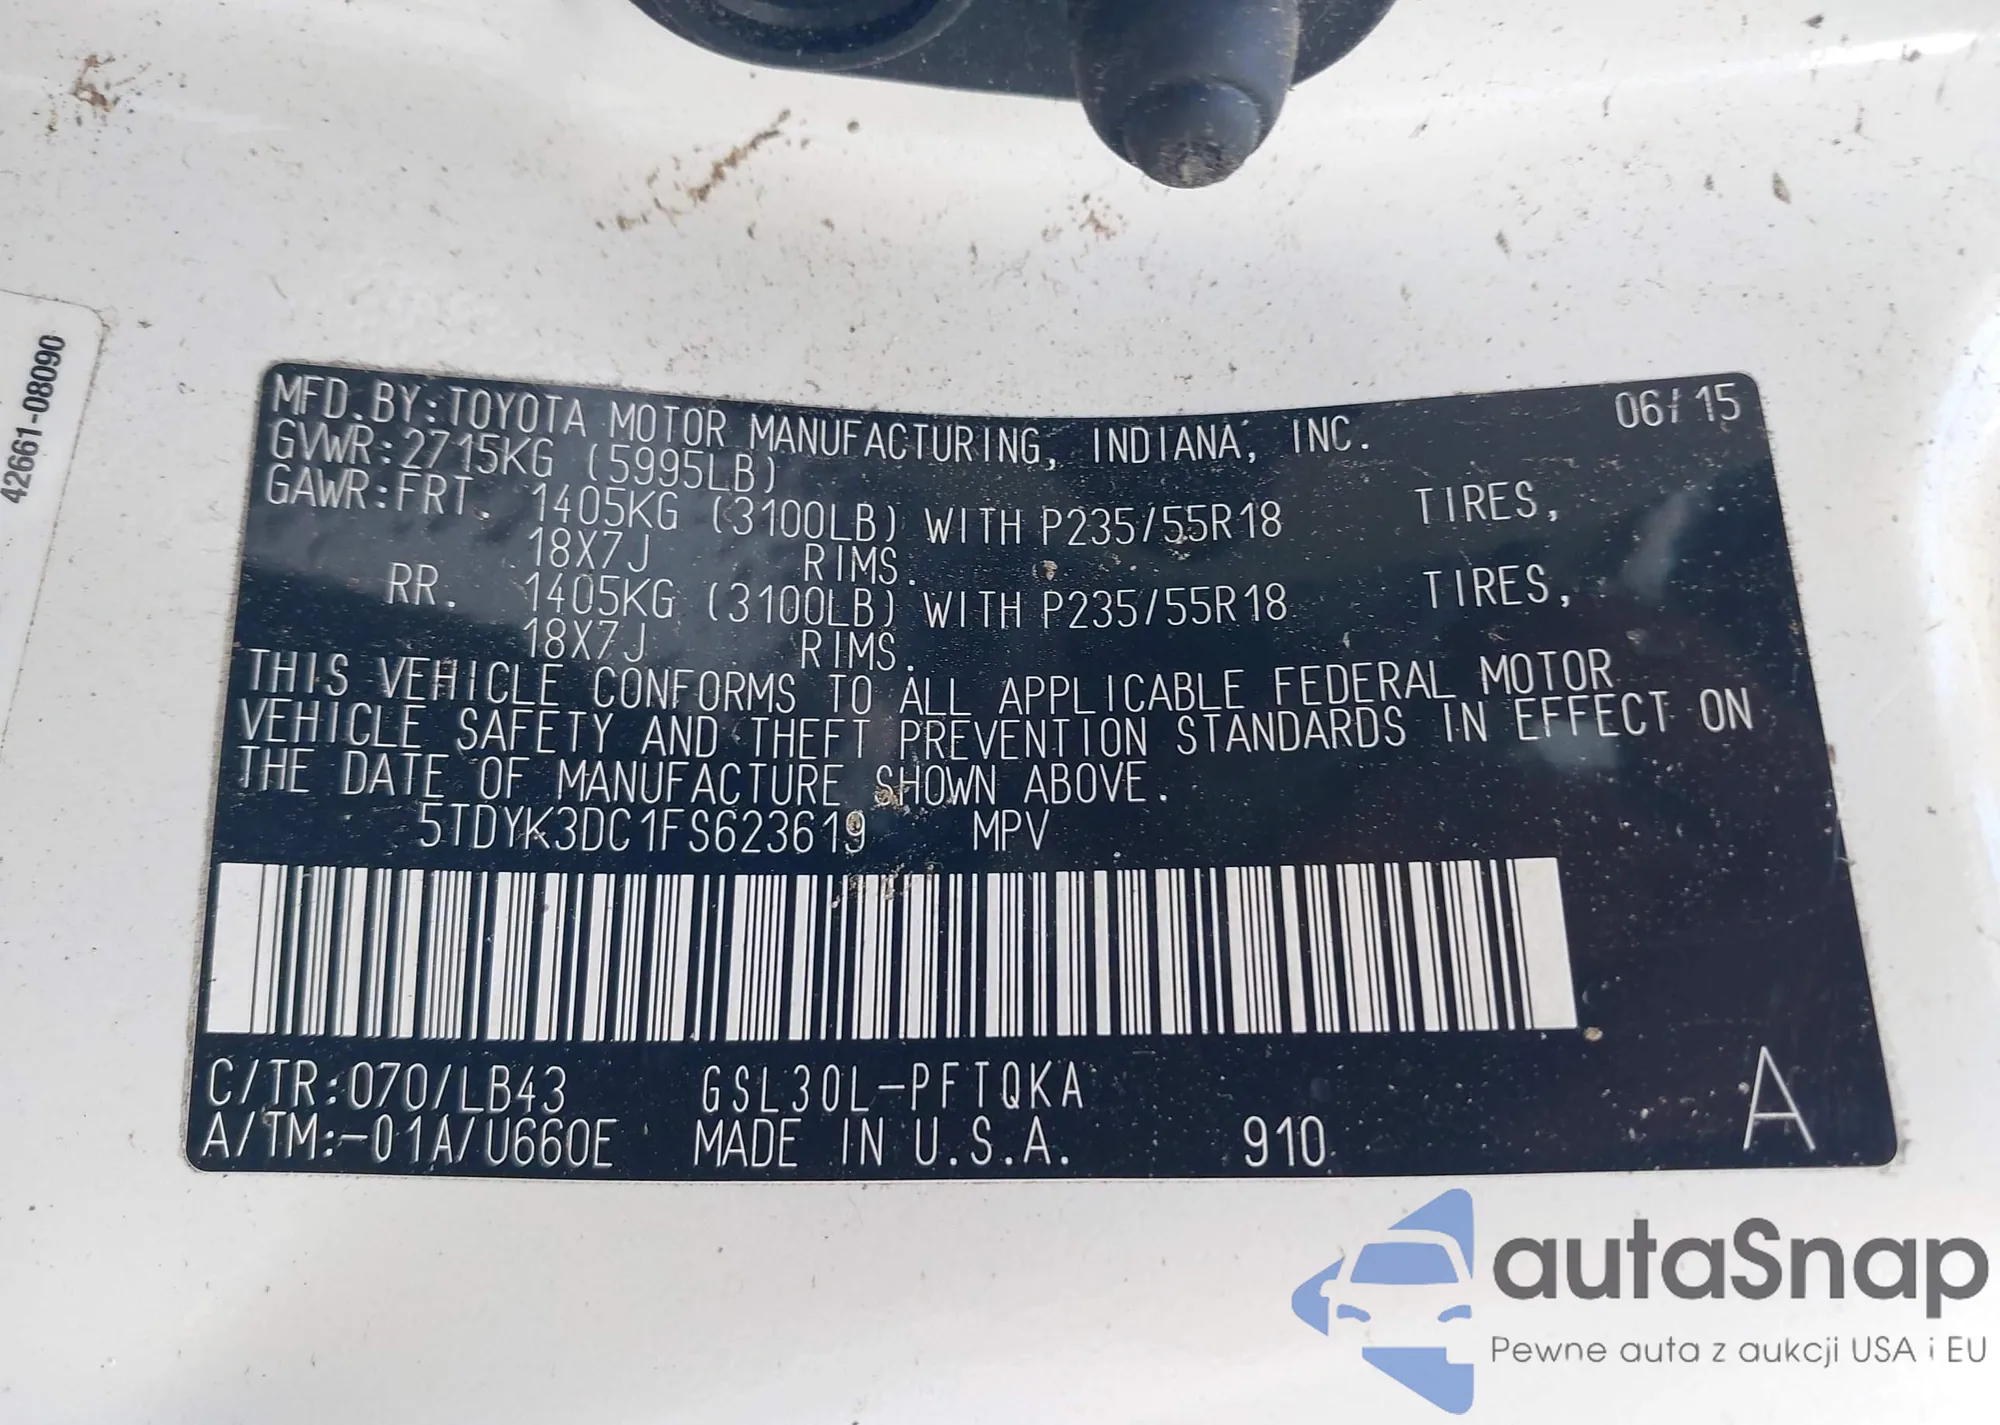 42661-08090
MFD.BY:TOYOTA MOTOR MANUFACTURING, INDIANA, INC. 06/15
GVWR:2715KG (5995LB)
GAWR:FRT. 1405KG (3100LB) WITH P235/55R18 TIRES,
18X7J RIMS.
RR. 1405KG (3100LB) WITH P235/55R18 TIRES,
18X7J RIMS.
THIS VEHICLE CONFORMS TO ALL APPLICABLE FEDERAL MOTOR
VEHICLE SAFETY AND THEFT PREVENTION STANDARDS IN EFFECT ON
THE DATE OF MANUFACTURE SHOWN ABOVE.
5TDYK3DC1FS623619 MPV
C/TR:070/LB43 GSL30L-PFTQKA
A/TM:-01A/U660E MADE IN U.S.A. 910 A
autaSnap
Pewne auta z aukcji USA i EU